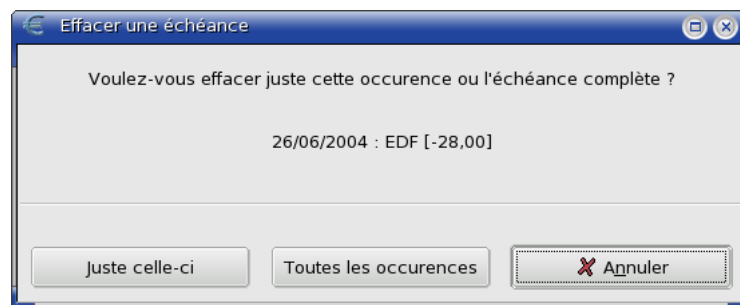 Effacer une échéance
Voulez-vous effacer juste cette occurence ou l'échéance complète ?
26/06/2004 : EDF [-28,00]
Juste celle-ci Toutes les occurences Annuler